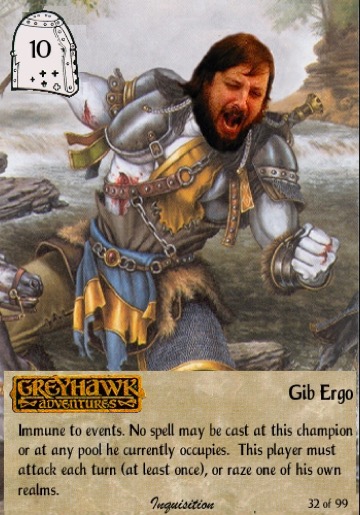 10
GREYHAWK
ADVENTURES
Gib Ergo
Immune to events. No spell may be cast at this champion
or at any pool he currently occupies. This player must
attack each turn (at least once), or raze one of his own
realms.
Inquisition
32 of 99